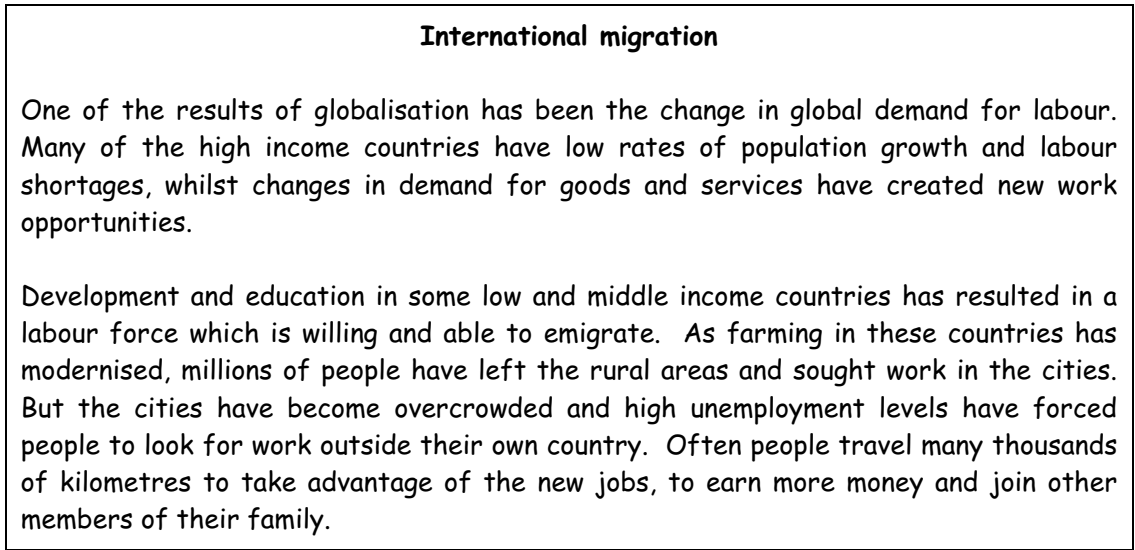 International migration
One of the results of globalisation has been the change in global demand for labour.
Many of the high income countries have low rates of population growth and labour
shortages, whilst changes in demand for goods and services have created new work
opportunities.
Development and education in some low and middle income countries has resulted in a
labour force which is willing and able to emigrate. As farming in these countries has
modernised, millions of people have left the rural areas and sought work in the cities.
But the cities have become overcrowded and high unemployment levels have forced
people to look for work outside their own country. Often people travel many thousands
of kilometres to take advantage of the new jobs, to earn more money and join other
members of their family.